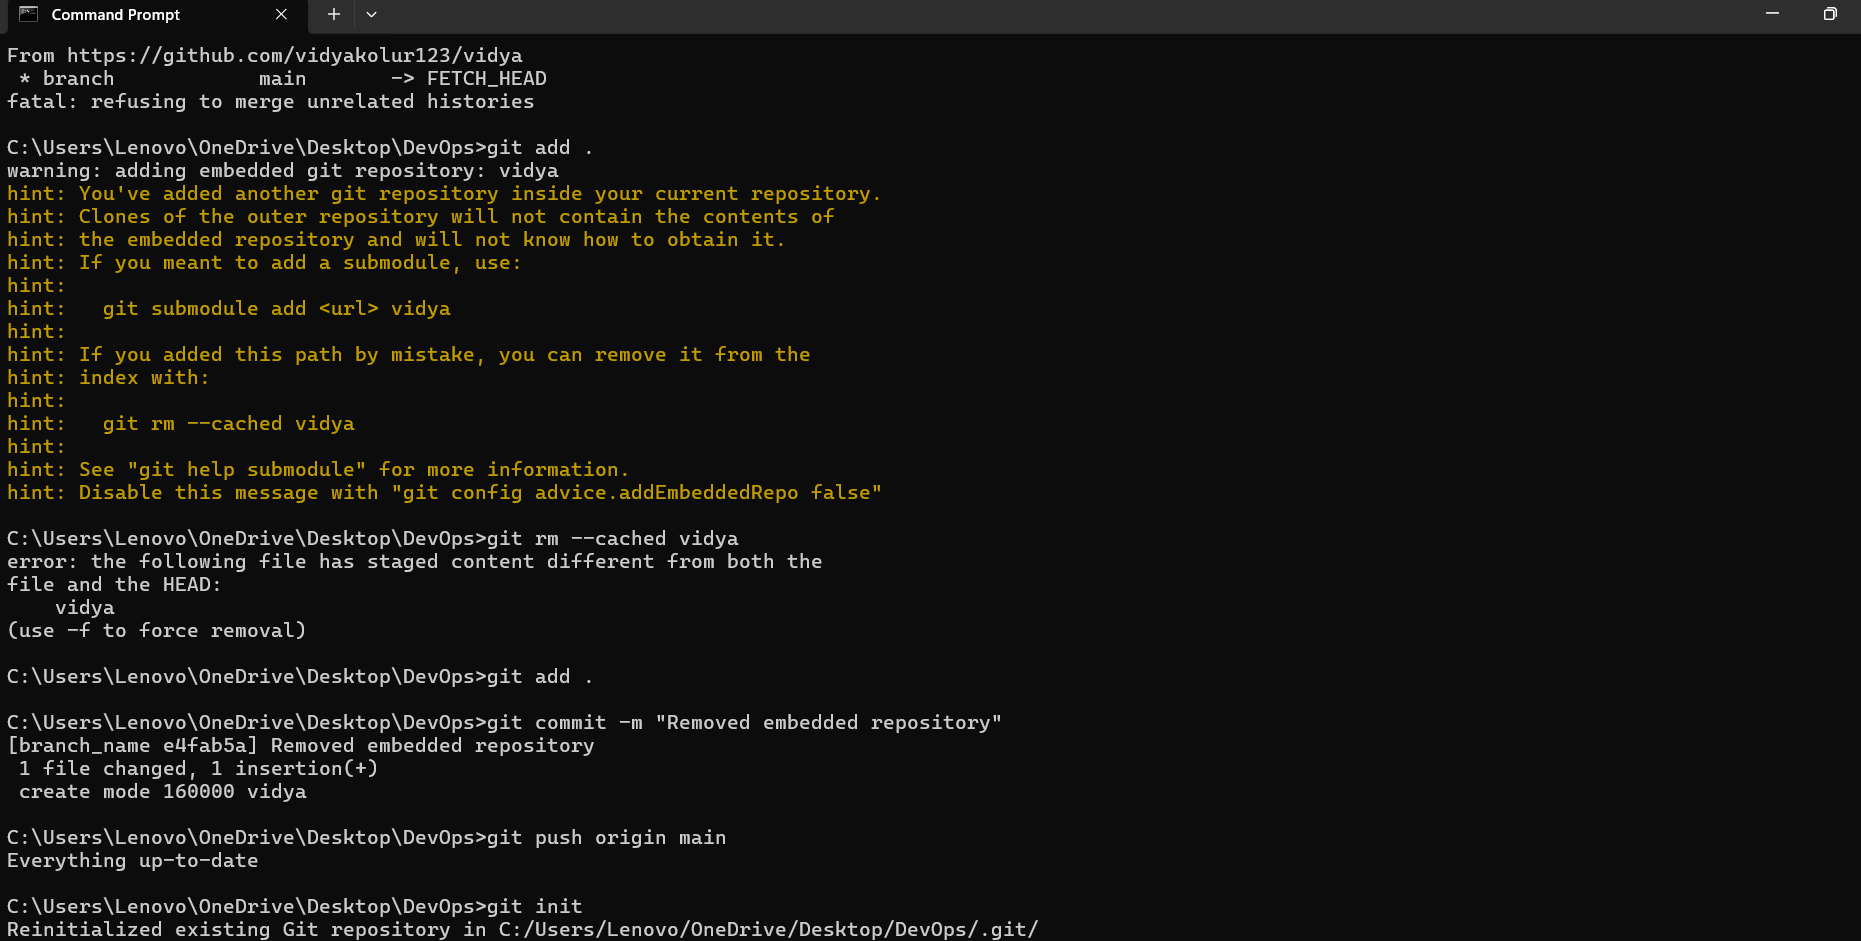 Command Prompt
From https://github.com/vidyakolur123/vidya
 * branch            main       -> FETCH_HEAD
fatal: refusing to merge unrelated histories
C:\Users\Lenovo\OneDrive\Desktop\DevOps>git add .
warning: adding embedded git repository: vidya
hint: You've added another git repository inside your current repository.
hint: Clones of the outer repository will not contain the contents of
hint: the embedded repository and will not know how to obtain it.
hint: If you meant to add a submodule, use:
hint:
hint:   git submodule add <url> vidya
hint:
hint: If you added this path by mistake, you can remove it from the
hint: index with:
hint:
hint:   git rm --cached vidya
hint:
hint: See "git help submodule" for more information.
hint: Disable this message with "git config advice.addEmbeddedRepo false"
C:\Users\Lenovo\OneDrive\Desktop\DevOps>git rm --cached vidya
error: the following file has staged content different from both the
file and the HEAD:
    vidya
(use -f to force removal)
C:\Users\Lenovo\OneDrive\Desktop\DevOps>git add .
C:\Users\Lenovo\OneDrive\Desktop\DevOps>git commit -m "Removed embedded repository"
[branch_name e4fab5a] Removed embedded repository
 1 file changed, 1 insertion(+)
 create mode 160000 vidya
C:\Users\Lenovo\OneDrive\Desktop\DevOps>git push origin main
Everything up-to-date
C:\Users\Lenovo\OneDrive\Desktop\DevOps>git init
Reinitialized existing Git repository in C:/Users/Lenovo/OneDrive/Desktop/DevOps/.git/